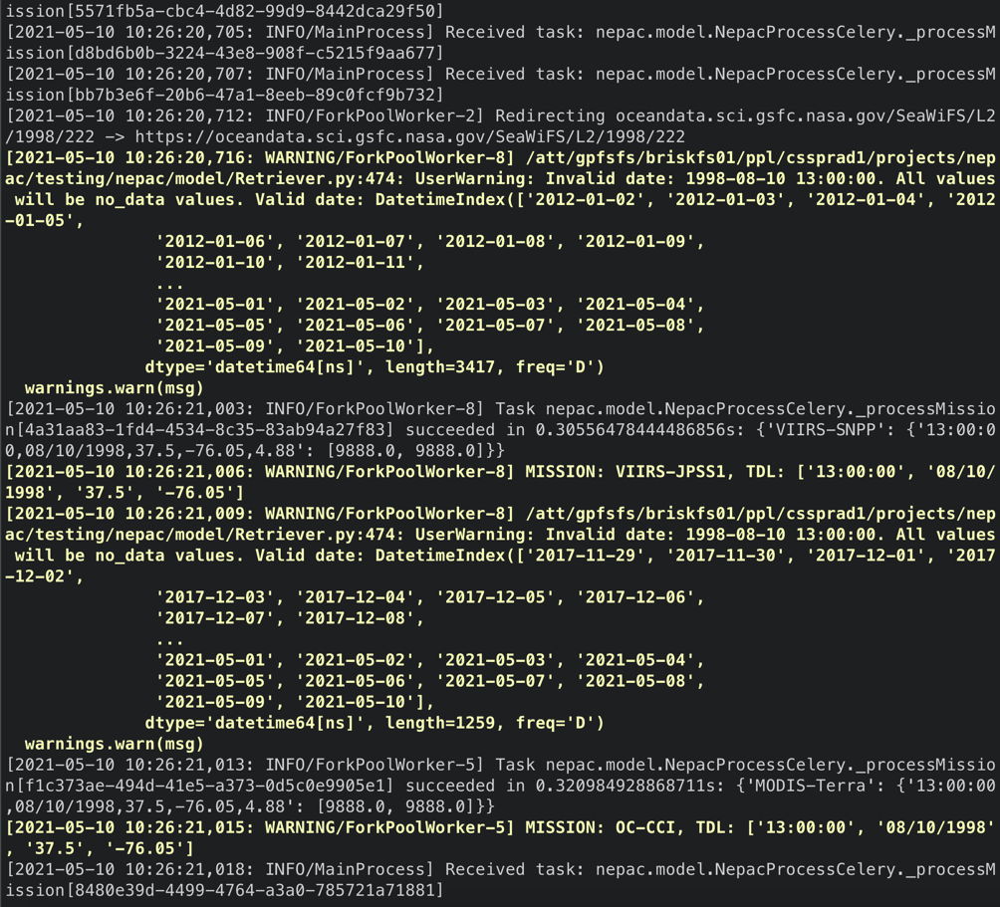 ission[5571fb5a-cbc4-4d82-99d9-8442dca29f50]
[2021-05-10 10:26:20,705: INFO/MainProcess] Received task: nepac.model.NepacProcessCelery._processM
ission[d8bd6b0b-3224-43e8-908f-c5215f9aa677]
[2021-05-10 10:26:20,707: INFO/MainProcess] Received task: nepac.model.NepacProcessCelery._processM
ission[bb7b3e6f-20b6-47a1-8eeb-89c0fcf9b732]
[2021-05-10 10:26:20,712: INFO/ForkPoolWorker-2] Redirecting oceandata.sci.gsfc.nasa.gov/SeaWiFS/L2
/1998/222 -> https://oceandata.sci.gsfc.nasa.gov/SeaWiFS/L2/1998/222
[2021-05-10 10:26:20,716: WARNING/ForkPoolWorker-8] /att/gpfsfs/briskfs01/ppl/cssprad1/projects/nep
ac/testing/nepac/model/Retriever.py:474: UserWarning: Invalid date: 1998-08-10 13:00:00. All values
 will be no_data values. Valid date: DatetimeIndex(['2012-01-02', '2012-01-03', '2012-01-04', '2012
-01-05',
               '2012-01-06', '2012-01-07', '2012-01-08', '2012-01-09',
               '2012-01-10', '2012-01-11',
               ...
               '2021-05-01', '2021-05-02', '2021-05-03', '2021-05-04',
               '2021-05-05', '2021-05-06', '2021-05-07', '2021-05-08',
               '2021-05-09', '2021-05-10'],
              dtype='datetime64[ns]', length=3417, freq='D')
  warnings.warn(msg)
[2021-05-10 10:26:21,003: INFO/ForkPoolWorker-8] Task nepac.model.NepacProcessCelery._processMissio
n[4a31aa83-1fd4-4534-8c35-83ab94a27f83] succeeded in 0.30556478444486856s: {'VIIRS-SNPP': {'13:00:0
0,08/10/1998,37.5,-76.05,4.88': [9888.0, 9888.0]}}
[2021-05-10 10:26:21,006: WARNING/ForkPoolWorker-8] MISSION: VIIRS-JPSS1, TDL: ['13:00:00', '08/10/
1998', '37.5', '-76.05']
[2021-05-10 10:26:21,009: WARNING/ForkPoolWorker-8] /att/gpfsfs/briskfs01/ppl/cssprad1/projects/nep
ac/testing/nepac/model/Retriever.py:474: UserWarning: Invalid date: 1998-08-10 13:00:00. All values
 will be no_data values. Valid date: DatetimeIndex(['2017-11-29', '2017-11-30', '2017-12-01', '2017
-12-02',
               '2017-12-03', '2017-12-04', '2017-12-05', '2017-12-06',
               '2017-12-07', '2017-12-08',
               ...
               '2021-05-01', '2021-05-02', '2021-05-03', '2021-05-04',
               '2021-05-05', '2021-05-06', '2021-05-07', '2021-05-08',
               '2021-05-09', '2021-05-10'],
              dtype='datetime64[ns]', length=1259, freq='D')
  warnings.warn(msg)
[2021-05-10 10:26:21,013: INFO/ForkPoolWorker-5] Task nepac.model.NepacProcessCelery._processMissio
n[f1c373ae-494d-41e5-a373-0d5c0e9905e1] succeeded in 0.320984928868711s: {'MODIS-Terra': {'13:00:00
,08/10/1998,37.5,-76.05,4.88': [9888.0, 9888.0]}}
[2021-05-10 10:26:21,015: WARNING/ForkPoolWorker-5] MISSION: OC-CCI, TDL: ['13:00:00', '08/10/1998'
, '37.5', '-76.05']
[2021-05-10 10:26:21,018: INFO/MainProcess] Received task: nepac.model.NepacProcessCelery._processM
ission[8480e39d-4499-4764-a3a0-785721a71881]